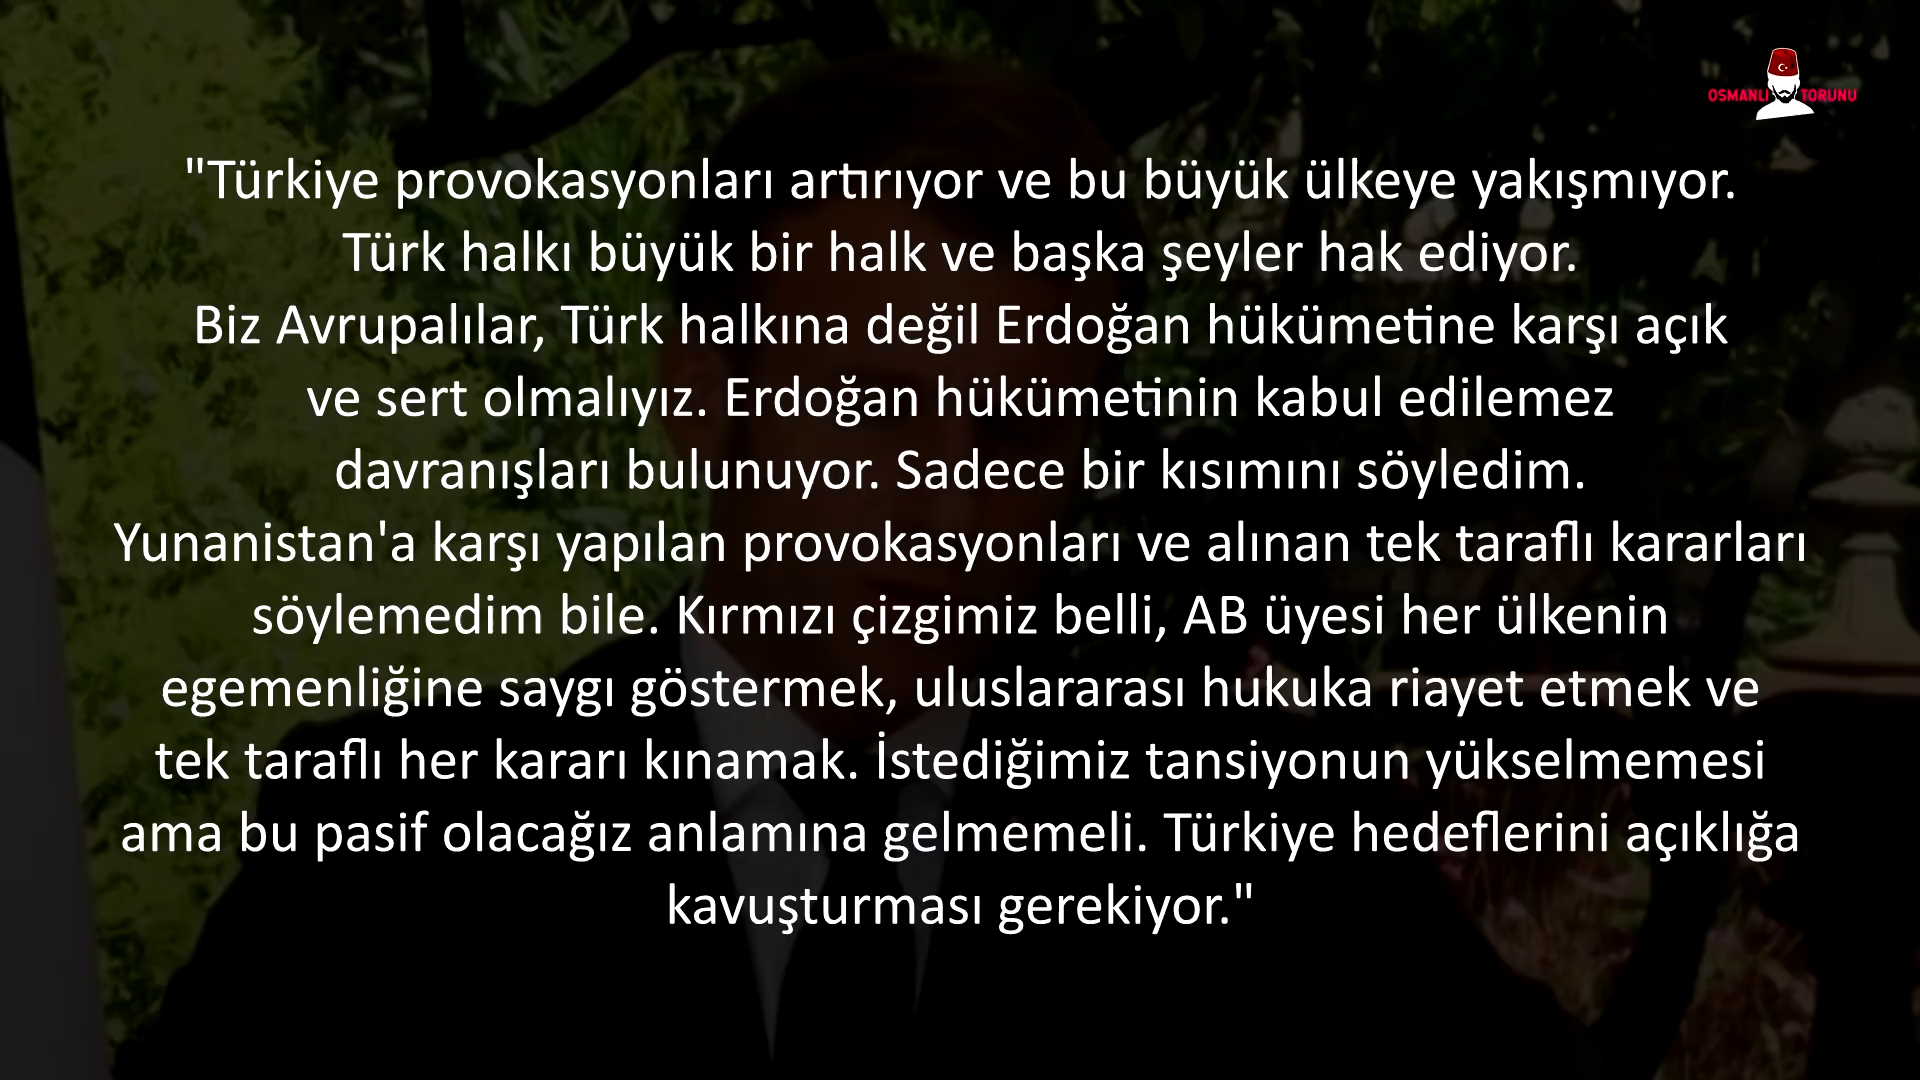 OSMANLI TORUNU
"Türkiye provokasyonları artırıyor ve bu büyük ülkeye yakışmıyor.
Türk halkı büyük bir halk ve başka şeyler hak ediyor.
Biz Avrupalılar, Türk halkına değil Erdoğan hükümetine karşı açık
ve sert olmalıyız. Erdoğan hükümetinin kabul edilemez
davranışları bulunuyor. Sadece bir kısımını söyledim.
Yunanistan'a karşı yapılan provokasyonları ve alınan tek taraflı kararları
söylemedim bile. Kırmızı çizgimiz belli, AB üyesi her ülkenin
egemenliğine saygı göstermek, uluslararası hukuka riayet etmek ve
tek taraflı her kararı kınamak. İstediğimiz tansiyonun yükselmemesi
ama bu pasif olacağız anlamına gelmemeli. Türkiye hedeflerini açıklığa
kavuşturması gerekiyor."